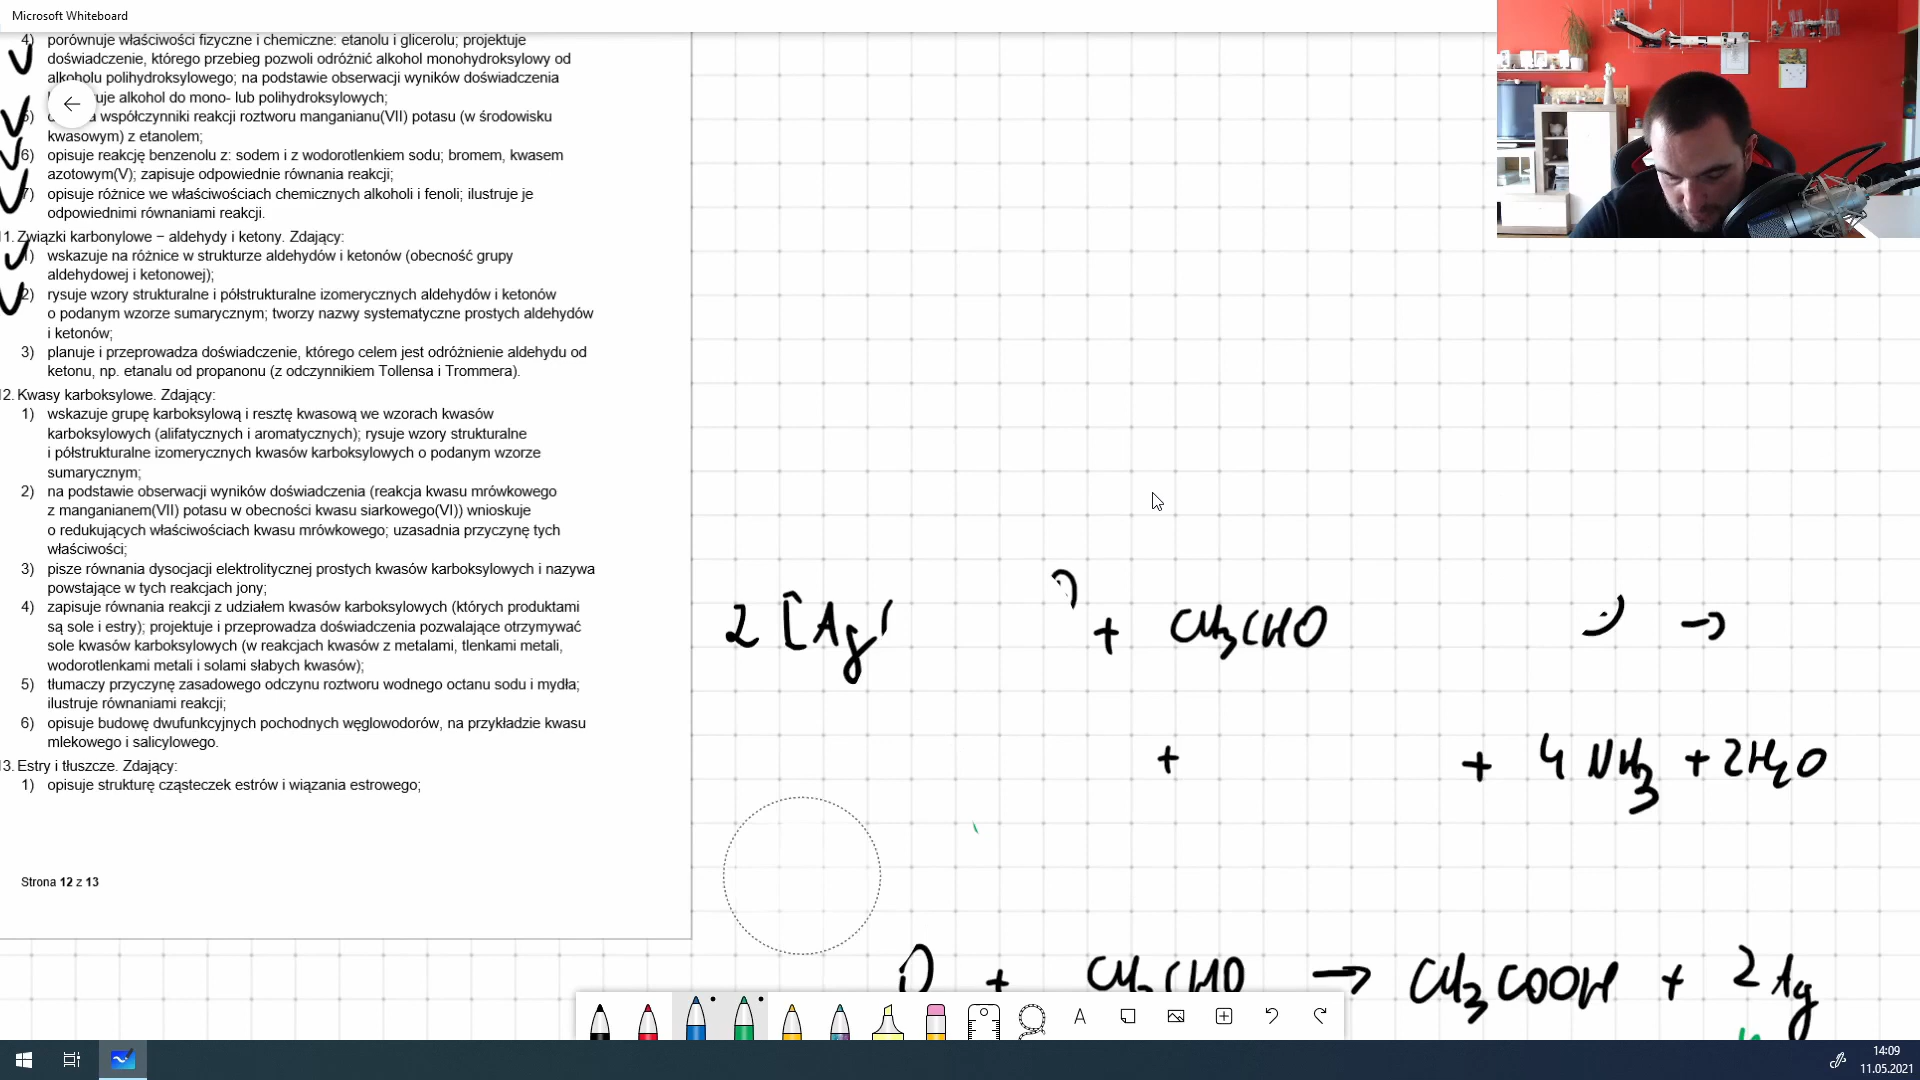 Microsoft Whiteboard
4) porównuje właściwości fizyczne i chemiczne: etanolu i glicerolu; projektuje
doświadczenie, którego przebieg pozwoli odróżnić alkohol monohydroksylowy od
alkoholu polihydroksylowego; na podstawie obserwacji wyników doświadczenia
uje alkohol do mono- lub polihydroksylowych;
współczynniki reakcji roztworu manganianu(VII) potasu (w środowisku
kwasowym) z etanolem;
6) opisuje reakcję benzenolu z: sodem i z wodorotlenkiem sodu; bromem, kwasem
azotowym(V); zapisuje odpowiednie równania reakcji;
7) opisuje różnice we właściwościach chemicznych alkoholi i fenoli; ilustruje je
odpowiednimi równaniami reakcji.
1. Związki karbonylowe − aldehydy i ketony. Zdający:
1) wskazuje na różnice w strukturze aldehydów i ketonów (obecność grupy
aldehydowej i ketonowej);
2) rysuje wzory strukturalne i półstrukturalne izomerycznych aldehydów i ketonów
o podanym wzorze sumarycznym; tworzy nazwy systematyczne prostych aldehydów
i ketonów;
3) planuje i przeprowadza doświadczenie, którego celem jest odróżnienie aldehydu od
ketonu, np. etanalu od propanonu (z odczynnikiem Tollensa i Trommera).
2. Kwasy karboksylowe. Zdający:
1) wskazuje grupę karboksylową i resztę kwasową we wzorach kwasów
karboksylowych (alifatycznych i aromatycznych); rysuje wzory strukturalne
i półstrukturalne izomerycznych kwasów karboksylowych o podanym wzorze
sumarycznym;
2) na podstawie obserwacji wyników doświadczenia (reakcja kwasu mrówkowego
z manganianem(VII) potasu w obecności kwasu siarkowego(VI)) wnioskuje
o redukujących właściwościach kwasu mrówkowego; uzasadnia przyczynę tych
właściwości;
3) pisze równania dysocjacji elektrolitycznej prostych kwasów karboksylowych i nazywa
powstające w tych reakcjach jony;
4) zapisuje równania reakcji z udziałem kwasów karboksylowych (których produktami
są sole i estry); projektuje i przeprowadza doświadczenia pozwalające otrzymywać
sole kwasów karboksylowych (w reakcjach kwasów z metalami, tlenkami metali,
wodorotlenkami metali i solami słabych kwasów);
5) tłumaczy przyczynę zasadowego odczynu roztworu wodnego octanu sodu i mydła;
ilustruje równaniami reakcji;
6) opisuje budowę dwufunkcyjnych pochodnych węglowodorów, na przykładzie kwasu
mlekowego i salicylowego.
3. Estry i tłuszcze. Zdający:
1) opisuje strukturę cząsteczek estrów i wiązania estrowego;
Strona 12 z 13
2 [Ag( + CH3CHO →
+ + 4 NH3 + 2H2O
+ CH3CHO → CH3COOH + 2 Ag
A
14:09
11.05.2021